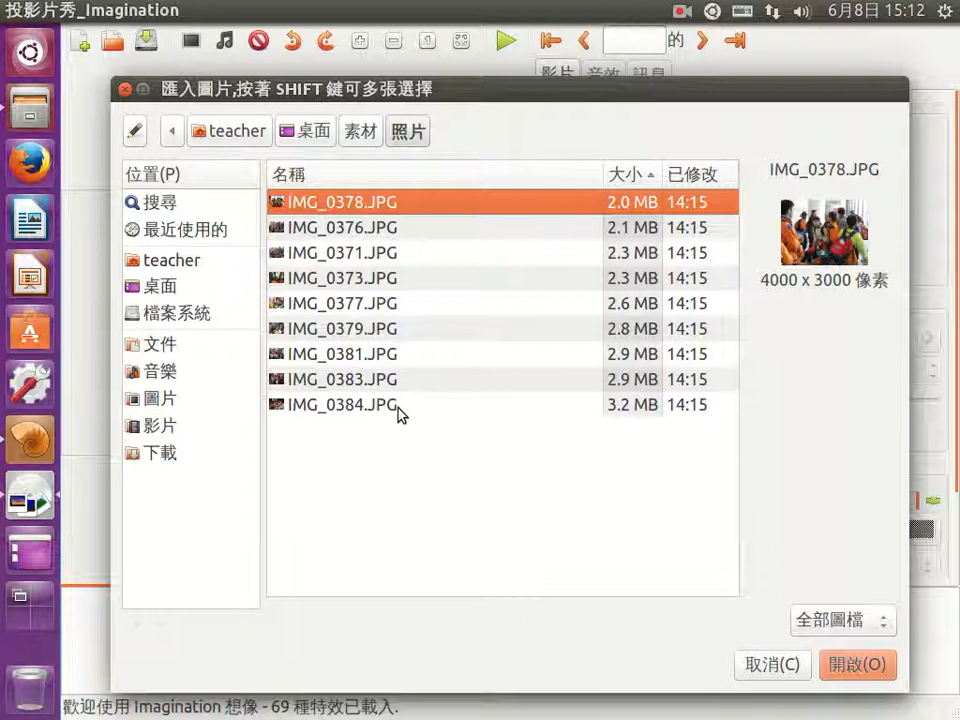 投影片秀_Imagination
6月8日 15:12
的
影片 音效 訊息
匯入圖片,按著 SHIFT 鍵可多張選擇
teacher 桌面 素材 照片
位置(P)
搜尋
最近使用的
teacher
桌面
檔案系統
文件
音樂
圖片
影片
下載
名稱 大小 已修改
IMG_0378.JPG 2.0 MB 14:15
IMG_0376.JPG 2.1 MB 14:15
IMG_0371.JPG 2.3 MB 14:15
IMG_0373.JPG 2.3 MB 14:15
IMG_0377.JPG 2.6 MB 14:15
IMG_0379.JPG 2.8 MB 14:15
IMG_0381.JPG 2.9 MB 14:15
IMG_0383.JPG 2.9 MB 14:15
IMG_0384.JPG 3.2 MB 14:15
IMG_0378.JPG
4000 x 3000 像素
全部圖檔
取消(C) 開啟(O)
歡迎使用 Imagination 想像 - 69 種特效已載入.